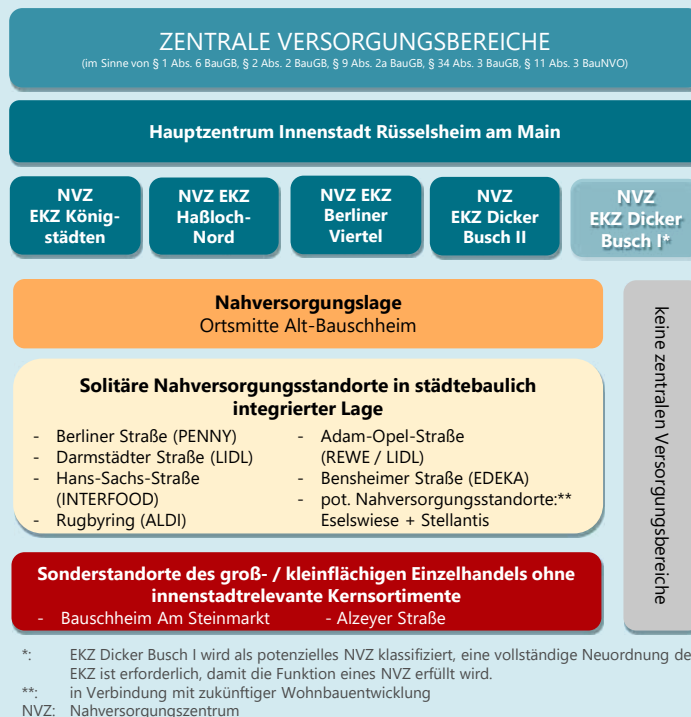 ZENTRALE VERSORGUNGSBEREICHE
(im Sinne von § 1 Abs. 6 BauGB, § 2 Abs. 2 BauGB, § 9 Abs. 2a BauGB, § 34 Abs. 3 BauGB, § 11 Abs. 3 BauNVO)
Hauptzentrum Innenstadt Rüsselsheim am Main
NVZ
EKZ König-
städten
NVZ EKZ
Haßloch-
Nord
NVZ EKZ
Berliner
Viertel
NVZ
EKZ Dicker
Busch II
NVZ
EKZ Dicker
Busch I*
Nahversorgungslage
Ortsmitte Alt-Bauschheim
Solitäre Nahversorgungsstandorte in städtebaulich
integrierter Lage
- Berliner Straße (PENNY)
- Darmstädter Straße (LIDL)
- Hans-Sachs-Straße
(INTERFOOD)
- Rugbyring (ALDI)
- Adam-Opel-Straße
(REWE / LIDL)
- Bensheimer Straße (EDEKA)
- pot. Nahversorgungsstandorte:**
Eselswiese + Stellantis
Sonderstandorte des groß- / kleinflächigen Einzelhandels ohne
innenstadtrelevante Kernsortimente
- Bauschheim Am Steinmarkt
- Alzeyer Straße
keine zentralen Versorgungsbereiche
*: EKZ Dicker Busch I wird als potenzielles NVZ klassifiziert, eine vollständige Neuordnung de
EKZ ist erforderlich, damit die Funktion eines NVZ erfüllt wird.
**: in Verbindung mit zukünftiger Wohnbauentwicklung
NVZ: Nahversorgungszentrum